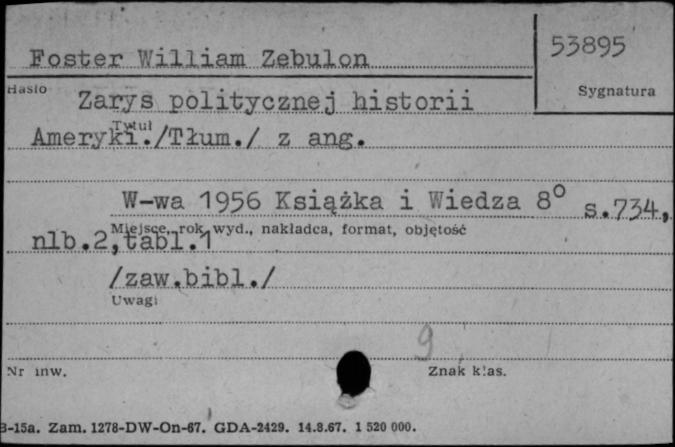 Foster William Zebulon
53895
Hasło
Sygnatura
Zarys politycznej historii
Tytuł
Ameryki./Tłum./ z ang.
W-wa 1956 Książka i Wiedza 8° s.734,
Miejsce, rok wyd., nakładca, format, objętość
nlb.2,tabl.1
/zaw.bibl./
Uwagi
9
Nr inw.
Znak klas.
B-15a. Zam. 1278-DW-On-67. GDA-2429. 14.8.67. 1 520 000.